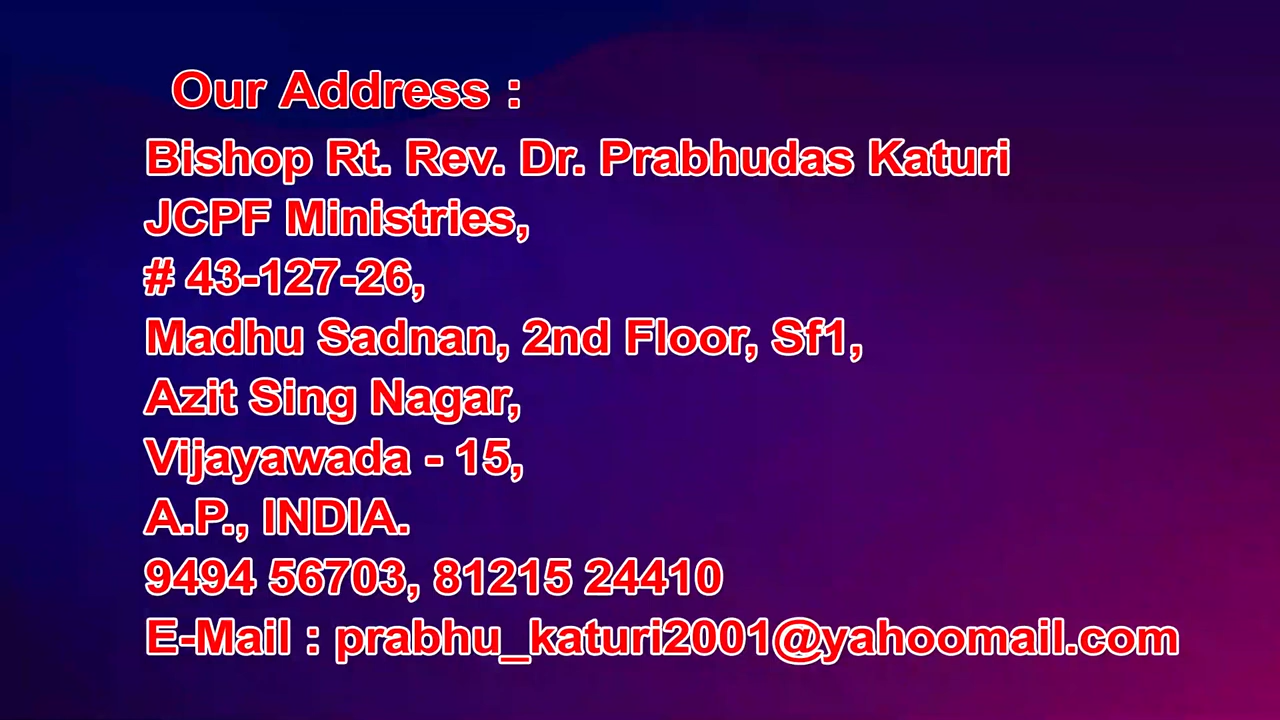 Our Address :
Bishop Rt. Rev. Dr. Prabhudas Katuri
JCPF Ministries,
# 43-127-26,
Madhu Sadnan, 2nd Floor, Sf1,
Azit Sing Nagar,
Vijayawada - 15,
A.P., INDIA.
9494 56703, 81215 24410
E-Mail : prabhu_katuri2001@yahoomail.com